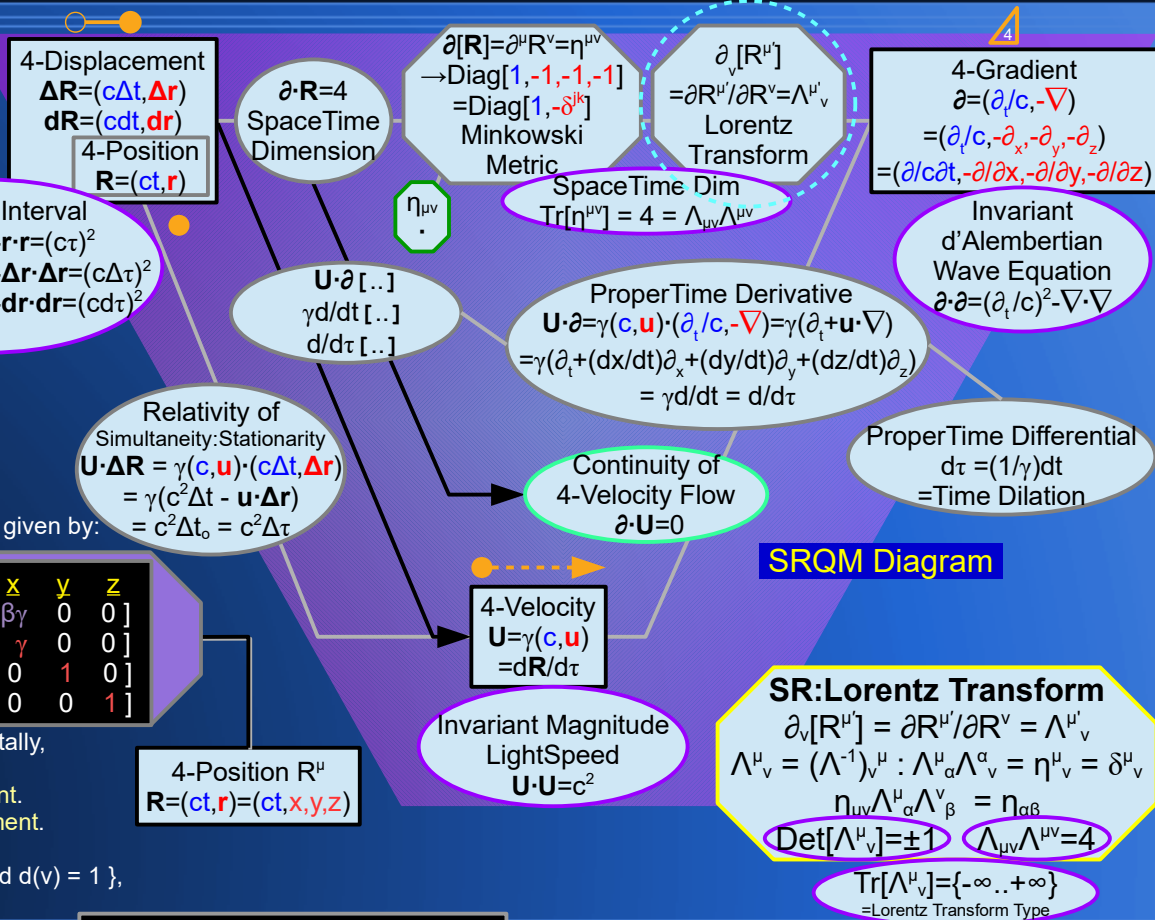 4-Displacement
ΔR=(cΔt,Δr)
dR=(cdt,dr)
4-Position
R=(ct,r)
∂·R=4
SpaceTime
Dimension
∂[R]=∂^μR^ν=η^μν
→Diag[1,-1,-1,-1]
=Diag[1,-δ^jk]
Minkowski
Metric
∂_ν[R^μ′]
=∂R^μ′/∂R^ν=Λ^μ′_ν
Lorentz
Transform
4
4-Gradient
∂=(∂_t/c,-∇)
=(∂_t/c,-∂_x,-∂_y,-∂_z)
=(∂/c∂t,-∂/∂x,-∂/∂y,-∂/∂z)
SpaceTime Dim
Tr[η^μν] = 4 = Λ_μνΛ^μν
η_μν
·
Interval
r·r=(cτ)²
Δr·Δr=(cΔτ)²
dr·dr=(cdτ)²
Invariant
d'Alembertian
Wave Equation
∂·∂=(∂_t/c)²-∇·∇
U·∂[..]
γd/dt[..]
d/dτ[..]
ProperTime Derivative
U·∂=γ(c,u)·(∂_t/c,-∇)=γ(∂_t+u·∇)
=γ(∂_t+(dx/dt)∂_x+(dy/dt)∂_y+(dz/dt)∂_z)
= γd/dt = d/dτ
Relativity of
Simultaneity:Stationarity
U·ΔR = γ(c,u)·(cΔt,Δr)
= γ(c²Δt - u·Δr)
= c²Δt_o = c²Δτ
ProperTime Differential
dτ =(1/γ)dt
=Time Dilation
Continuity of
4-Velocity Flow
∂·U=0
given by:
SRQM Diagram
x y z
βγ 0 0 ]
γ 0 0 ]
0 1 0 ]
0 0 1 ]
4-Velocity
U=γ(c,u)
=dR/dτ
Invariant Magnitude
LightSpeed
U·U=c²
tally,
4-Position R^μ
R=(ct,r)=(ct,x,y,z)
nt.
ment.
d d(v) = 1 },
SR:Lorentz Transform
∂_ν[R^μ′] = ∂R^μ′/∂R^ν = Λ^μ′_ν
Λ^μ_ν = (Λ^-1)_ν^μ : Λ^μ_αΛ^α_ν = η^μ_ν = δ^μ_ν
η_μνΛ^μ_αΛ^ν_β = η_αβ
Det[Λ^μ_ν]=±1 Λ_μνΛ^μν=4
Tr[Λ^μ_ν]={-∞..+∞}
=Lorentz Transform Type